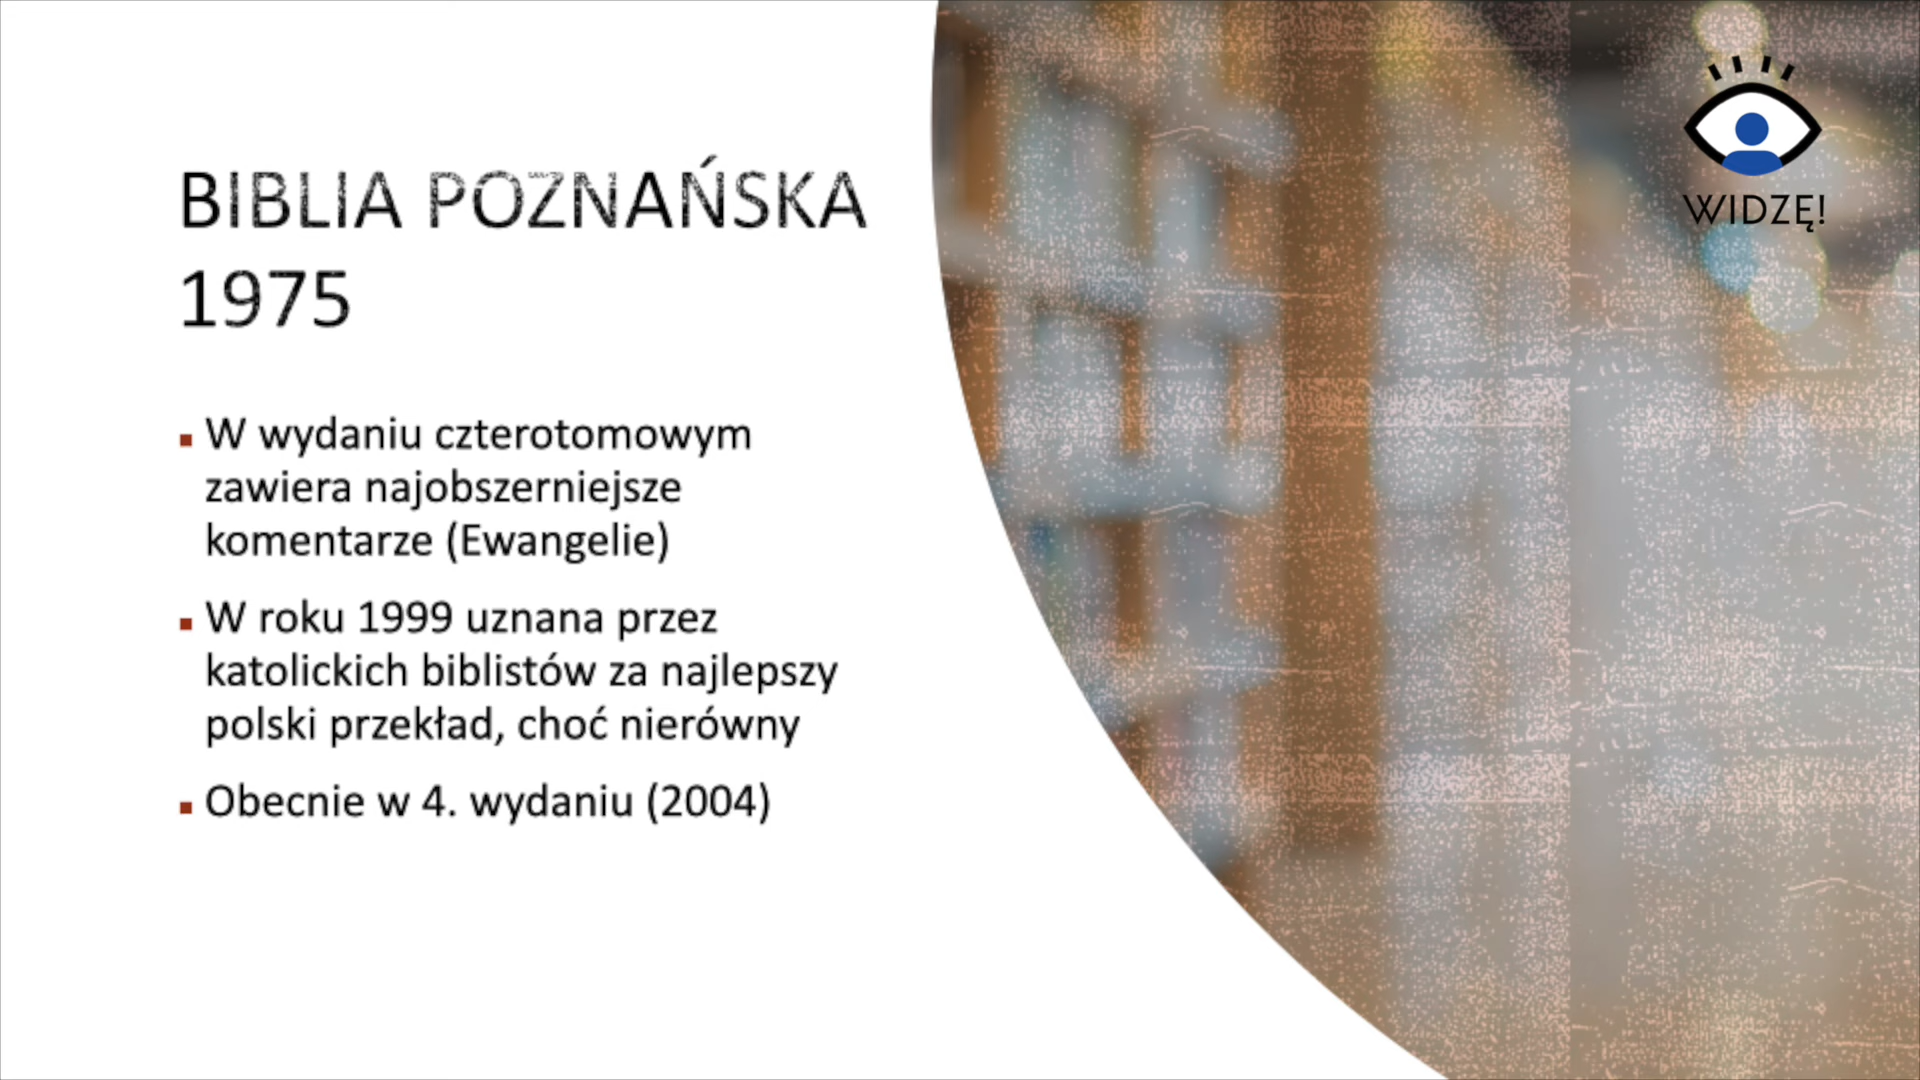 BIBLIA POZNAŃSKA
1975
W wydaniu czterotomowym
zawiera najobszerniejsze
komentarze (Ewangelie)
W roku 1999 uznana przez
katolickich biblistów za najlepszy
polski przekład, choć nierówny
Obecnie w 4. wydaniu (2004)
WIDZĘ!